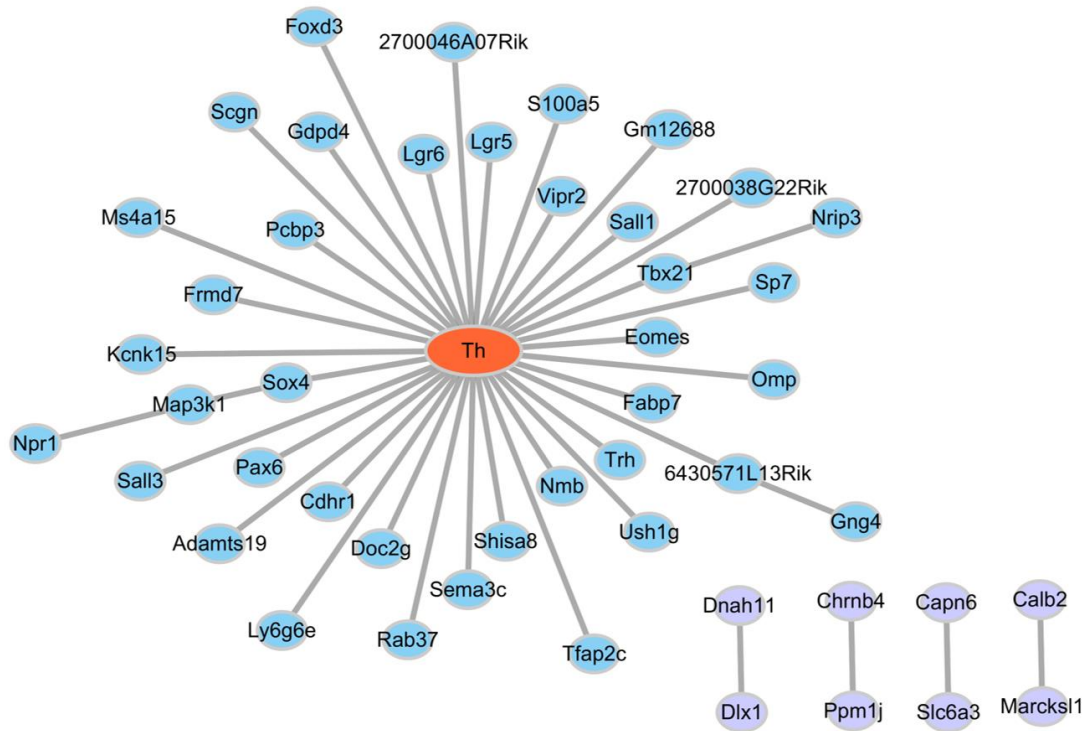 Foxd3
2700046A07Rik
Scgn
Gdpd4
S100a5
Gm12688
Lgr6
Lgr5
2700038G22Rik
Vipr2
Ms4a15
Pcbp3
Sall1
Nrip3
Tbx21
Frmd7
Sp7
Eomes
Th
Kcnk15
Omp
Sox4
Map3k1
Fabp7
Npr1
Trh
6430571L13Rik
Sall3
Pax6
Nmb
Cdhr1
Gng4
Ush1g
Adamts19
Doc2g
Shisa8
Sema3c
Ly6g6e
Rab37
Tfap2c
Dnah11
Chrnb4
Capn6
Calb2
Dlx1
Ppm1j
Slc6a3
Marcksl1